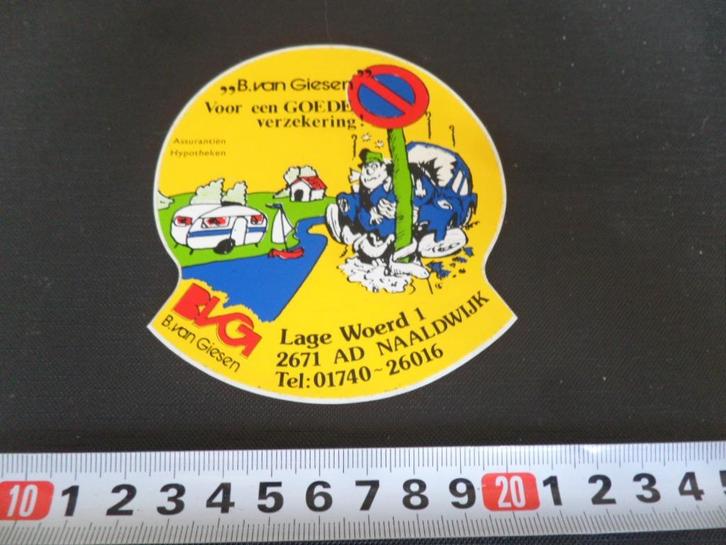 „B.van Giesen”
Voor een GOEDE
verzekering!
Assurantiën
Hypotheken
BVG
B.van Giesen
Lage Woerd 1
2671 AD NAALDWIJK
Tel:01740~26016
10 1 2 3 4 5 6 7 8 9 20 1 2 3 4 5